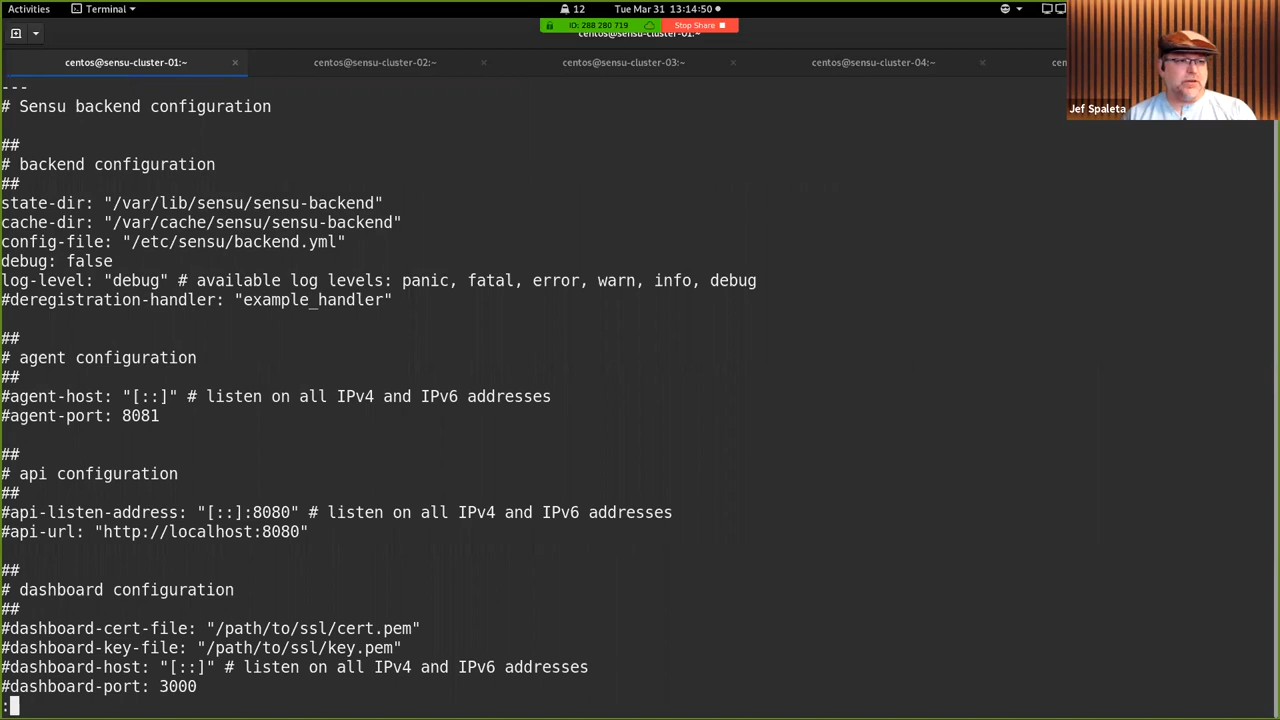 Activities
Terminal
12
Tue Mar 31 13:14:50
ID: 288 280 719
Stop Share
centos@sensu-cluster-01:~
centos@sensu-cluster-01:~
centos@sensu-cluster-02:~
centos@sensu-cluster-03:~
centos@sensu-cluster-04:~
cento
Jef Spaleta
---
# Sensu backend configuration
##
# backend configuration
##
state-dir: "/var/lib/sensu/sensu-backend"
cache-dir: "/var/cache/sensu/sensu-backend"
config-file: "/etc/sensu/backend.yml"
debug: false
log-level: "debug" # available log levels: panic, fatal, error, warn, info, debug
#deregistration-handler: "example_handler"
##
# agent configuration
##
#agent-host: "[::]" # listen on all IPv4 and IPv6 addresses
#agent-port: 8081
##
# api configuration
##
#api-listen-address: "[::]:8080" # listen on all IPv4 and IPv6 addresses
#api-url: "http://localhost:8080"
##
# dashboard configuration
##
#dashboard-cert-file: "/path/to/ssl/cert.pem"
#dashboard-key-file: "/path/to/ssl/key.pem"
#dashboard-host: "[::]" # listen on all IPv4 and IPv6 addresses
#dashboard-port: 3000
: